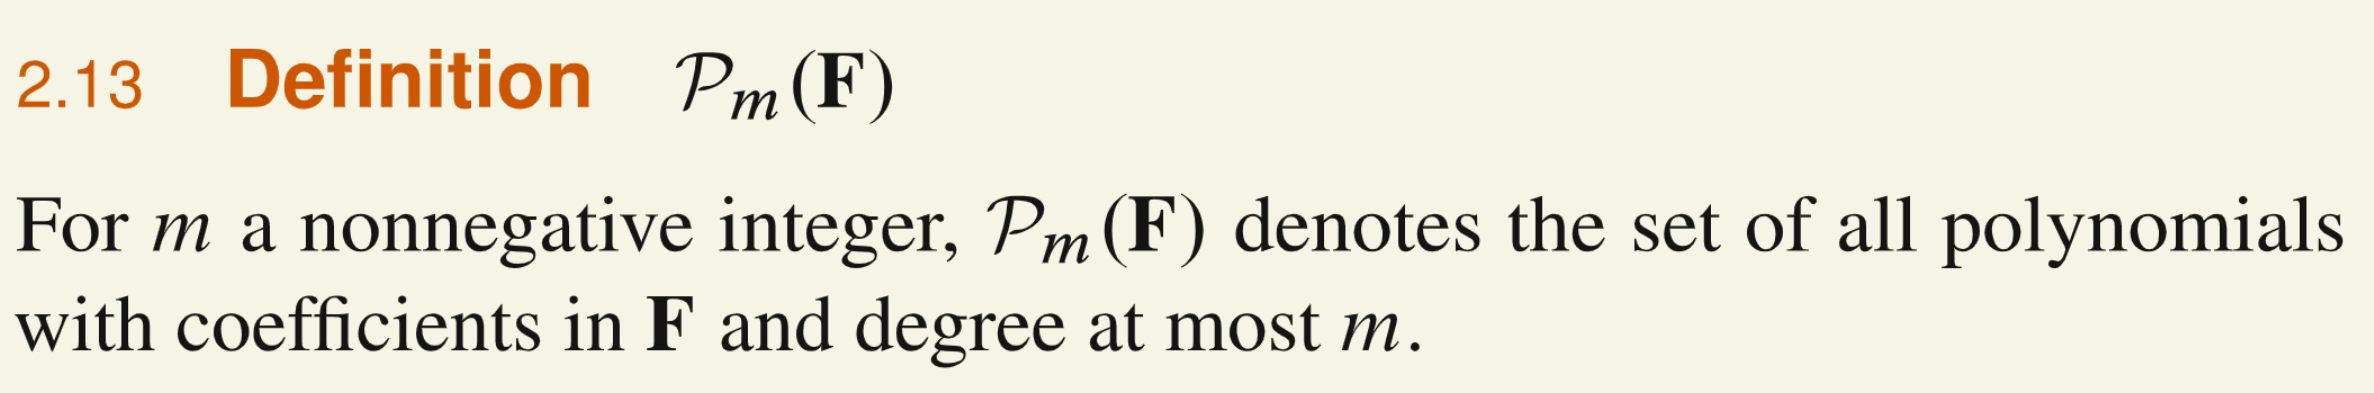 2.13 Definition 𝒫ₘ(𝐅)
For m a nonnegative integer, 𝒫ₘ(𝐅) denotes the set of all polynomials
with coefficients in 𝐅 and degree at most m.